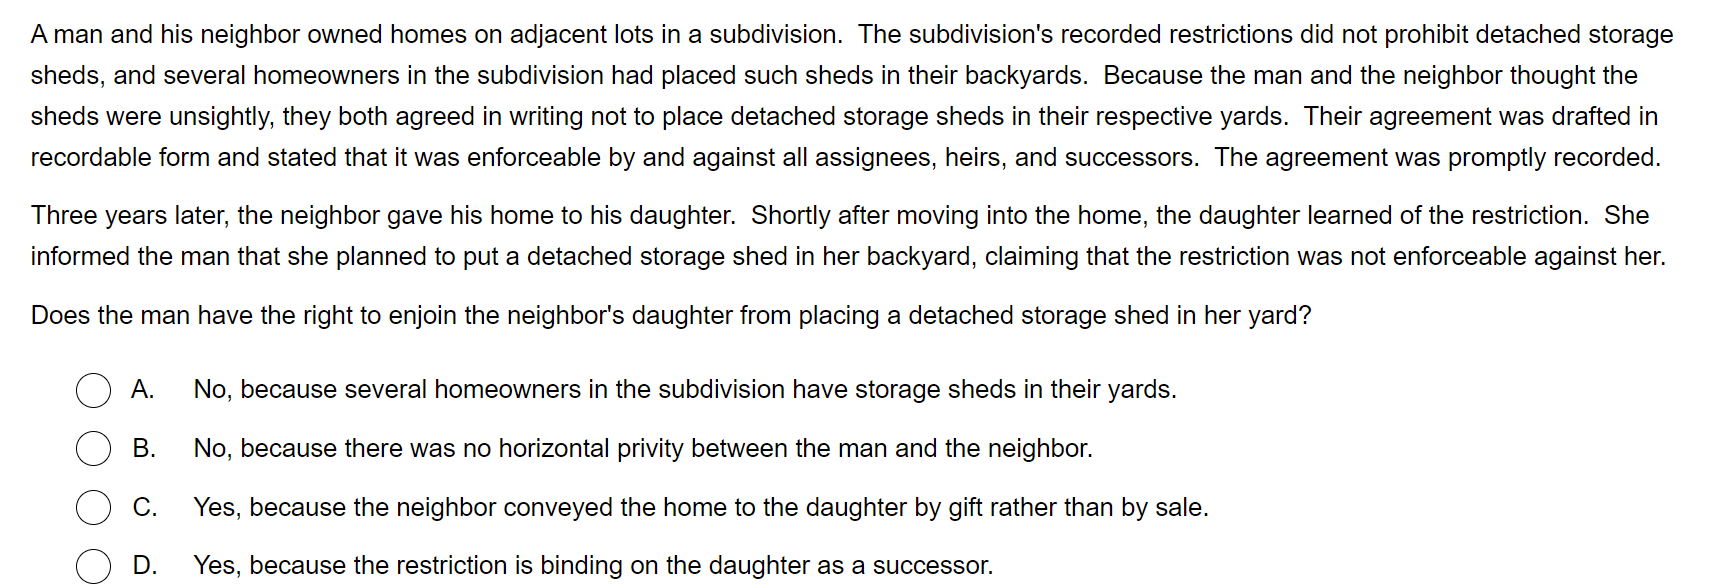 A man and his neighbor owned homes on adjacent lots in a subdivision.  The subdivision's recorded restrictions did not prohibit detached storage
sheds, and several homeowners in the subdivision had placed such sheds in their backyards.  Because the man and the neighbor thought the
sheds were unsightly, they both agreed in writing not to place detached storage sheds in their respective yards.  Their agreement was drafted in
recordable form and stated that it was enforceable by and against all assignees, heirs, and successors.  The agreement was promptly recorded.
Three years later, the neighbor gave his home to his daughter.  Shortly after moving into the home, the daughter learned of the restriction.  She
informed the man that she planned to put a detached storage shed in her backyard, claiming that the restriction was not enforceable against her.
Does the man have the right to enjoin the neighbor's daughter from placing a detached storage shed in her yard?
A. No, because several homeowners in the subdivision have storage sheds in their yards.
B. No, because there was no horizontal privity between the man and the neighbor.
C. Yes, because the neighbor conveyed the home to the daughter by gift rather than by sale.
D. Yes, because the restriction is binding on the daughter as a successor.